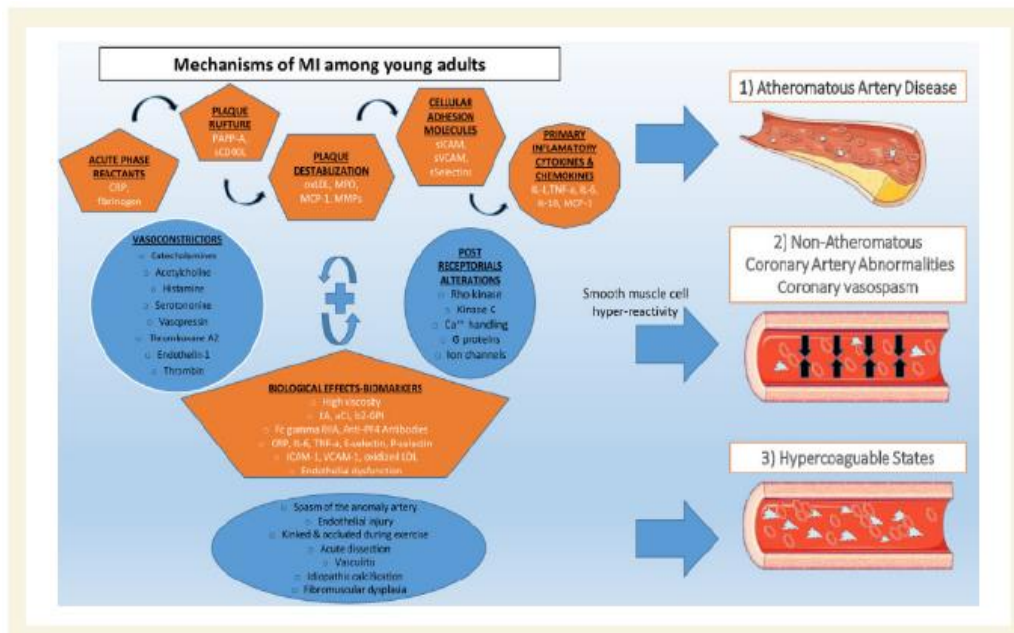 Mechanisms of MI among young adults
ACUTE PHASE
REACTANTS
CRP,
fibrinogen
PLAQUE
PAPP-A,
sCD40L
PLAQUE
DESTABLIZATION
oxLDL, MPO,
MCP-1, MMPs
CELLULAR
ADHESION
MOLECULES
sICAM,
sVCAM,
sSelectins
PRIMARY
INFLAMATORY
CYTOKINES &
CHEMOKINES
IL-1,TNF-a, IL-6,
IL-18, MCP-1
VASOCONSTRICTORS
○ Catecholamines
○ Acetylcholine
○ Histamine
○ Serotononine
○ Vasopressin
○ Thromboxane A2
○ Endothelin-1
○ Thrombin
POST
RECEPTORIALS
ALTERATIONS
○ Rho-kinase
○ Kinase C
○ Ca⁺⁺ handling
○ G proteins
○ Ion channels
BIOLOGICAL EFFECTS-BIOMARKERS
○ High viscosity
○ LA, aCl, b2-GPI
○ Fc gamma RIIA, Anti-PF4 Antibodies
○ CRP, IL-6, TNF-a, E-selectin, P-selectin
○ ICAM-1, VCAM-1, oxidized LDL
○ Endothelial dysfunction
○ Spasm of the anomaly artery
○ Endothelial injury
○ Kinked & occluded during exercise
○ Acute dissection
○ Idiopathic calcification
○ Fibromuscular dysplasia
1) Atheromatous Artery Disease
Smooth muscle cell
hyper-reactivity
2) Non-Atheromatous
Coronary Artery Abnormalities
Coronary vasospasm
3) Hypercoaguable States